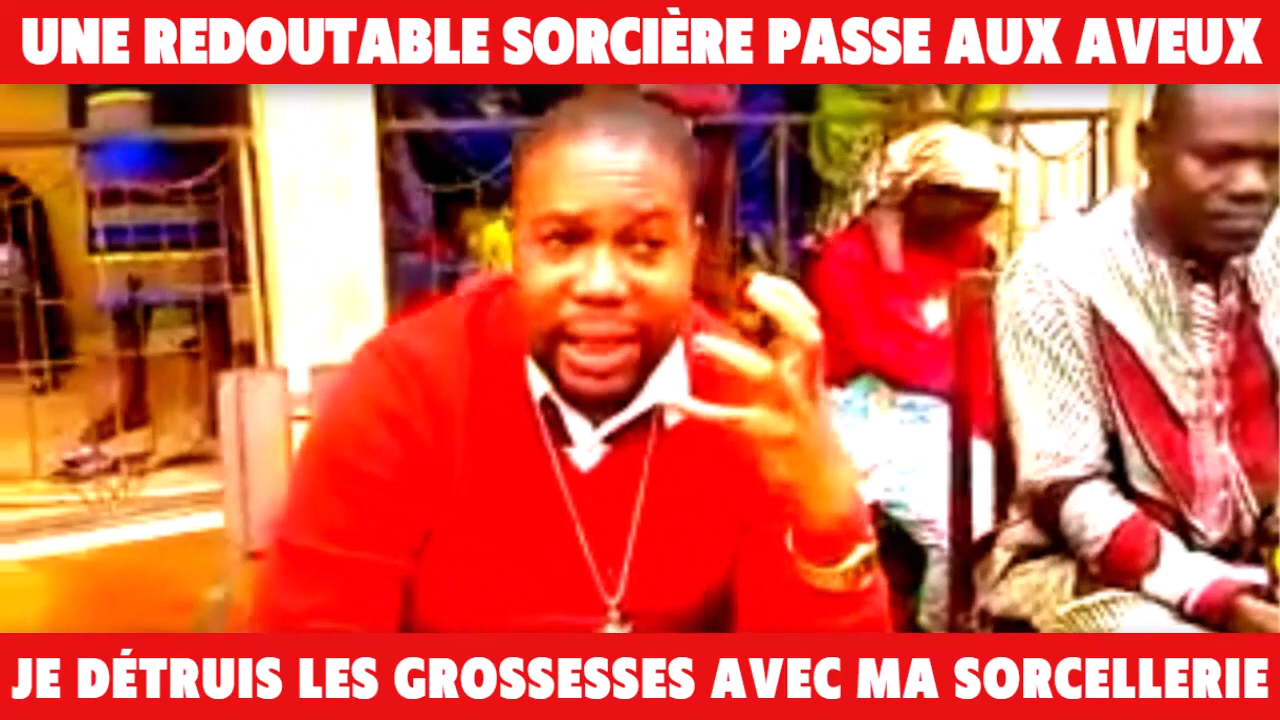 UNE REDOUTABLE SORCIÈRE PASSE AUX AVEUX
JE DÉTRUIS LES GROSSESSES AVEC MA SORCELLERIE